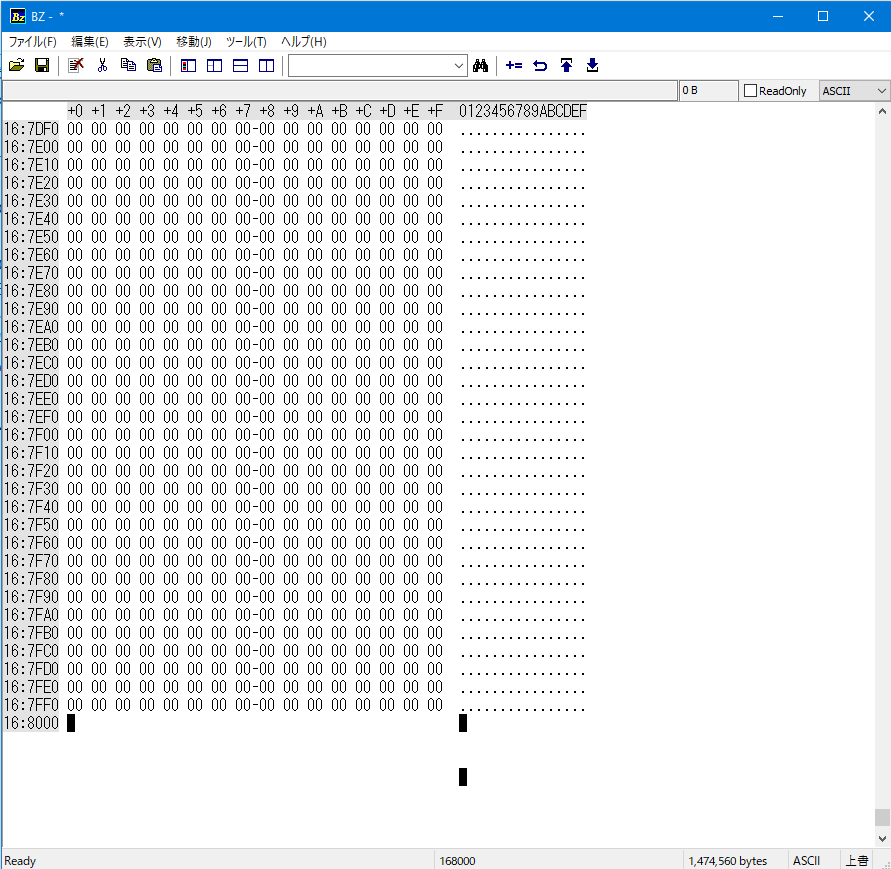 BZ - *
ファイル(F) 編集(E) 表示(V) 移動(J) ツール(T) ヘルプ(H)
0 B ReadOnly ASCII
+0 +1 +2 +3 +4 +5 +6 +7 -+8 +9 +A +B +C +D +E +F 0123456789ABCDEF
16:7DF0 00 00 00 00 00 00 00 00-00 00 00 00 00 00 00 00 ................
16:7E00 00 00 00 00 00 00 00 00-00 00 00 00 00 00 00 00 ................
16:7E10 00 00 00 00 00 00 00 00-00 00 00 00 00 00 00 00 ................
16:7E20 00 00 00 00 00 00 00 00-00 00 00 00 00 00 00 00 ................
16:7E30 00 00 00 00 00 00 00 00-00 00 00 00 00 00 00 00 ................
16:7E40 00 00 00 00 00 00 00 00-00 00 00 00 00 00 00 00 ................
16:7E50 00 00 00 00 00 00 00 00-00 00 00 00 00 00 00 00 ................
16:7E60 00 00 00 00 00 00 00 00-00 00 00 00 00 00 00 00 ................
16:7E70 00 00 00 00 00 00 00 00-00 00 00 00 00 00 00 00 ................
16:7E80 00 00 00 00 00 00 00 00-00 00 00 00 00 00 00 00 ................
16:7E90 00 00 00 00 00 00 00 00-00 00 00 00 00 00 00 00 ................
16:7EA0 00 00 00 00 00 00 00 00-00 00 00 00 00 00 00 00 ................
16:7EB0 00 00 00 00 00 00 00 00-00 00 00 00 00 00 00 00 ................
16:7EC0 00 00 00 00 00 00 00 00-00 00 00 00 00 00 00 00 ................
16:7ED0 00 00 00 00 00 00 00 00-00 00 00 00 00 00 00 00 ................
16:7EE0 00 00 00 00 00 00 00 00-00 00 00 00 00 00 00 00 ................
16:7EF0 00 00 00 00 00 00 00 00-00 00 00 00 00 00 00 00 ................
16:7F00 00 00 00 00 00 00 00 00-00 00 00 00 00 00 00 00 ................
16:7F10 00 00 00 00 00 00 00 00-00 00 00 00 00 00 00 00 ................
16:7F20 00 00 00 00 00 00 00 00-00 00 00 00 00 00 00 00 ................
16:7F30 00 00 00 00 00 00 00 00-00 00 00 00 00 00 00 00 ................
16:7F40 00 00 00 00 00 00 00 00-00 00 00 00 00 00 00 00 ................
16:7F50 00 00 00 00 00 00 00 00-00 00 00 00 00 00 00 00 ................
16:7F60 00 00 00 00 00 00 00 00-00 00 00 00 00 00 00 00 ................
16:7F70 00 00 00 00 00 00 00 00-00 00 00 00 00 00 00 00 ................
16:7F80 00 00 00 00 00 00 00 00-00 00 00 00 00 00 00 00 ................
16:7F90 00 00 00 00 00 00 00 00-00 00 00 00 00 00 00 00 ................
16:7FA0 00 00 00 00 00 00 00 00-00 00 00 00 00 00 00 00 ................
16:7FB0 00 00 00 00 00 00 00 00-00 00 00 00 00 00 00 00 ................
16:7FC0 00 00 00 00 00 00 00 00-00 00 00 00 00 00 00 00 ................
16:7FD0 00 00 00 00 00 00 00 00-00 00 00 00 00 00 00 00 ................
16:7FE0 00 00 00 00 00 00 00 00-00 00 00 00 00 00 00 00 ................
16:7FF0 00 00 00 00 00 00 00 00-00 00 00 00 00 00 00 00 ................
16:8000
Ready 168000 1,474,560 bytes ASCII 上書